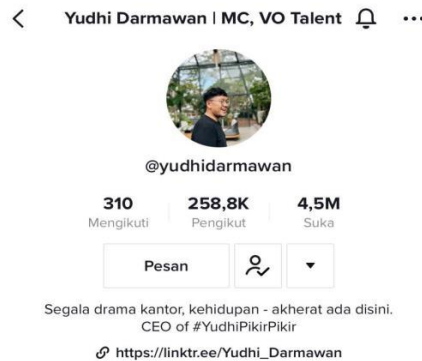 Yudhi Darmawan | MC, VO Talent
@yudhidarmawan
310 258,8K 4,5M
Mengikuti Pengikut Suka
Pesan
Segala drama kantor, kehidupan - akherat ada disini.
CEO of #YudhiPikirPikir
https://linktr.ee/Yudhi_Darmawan